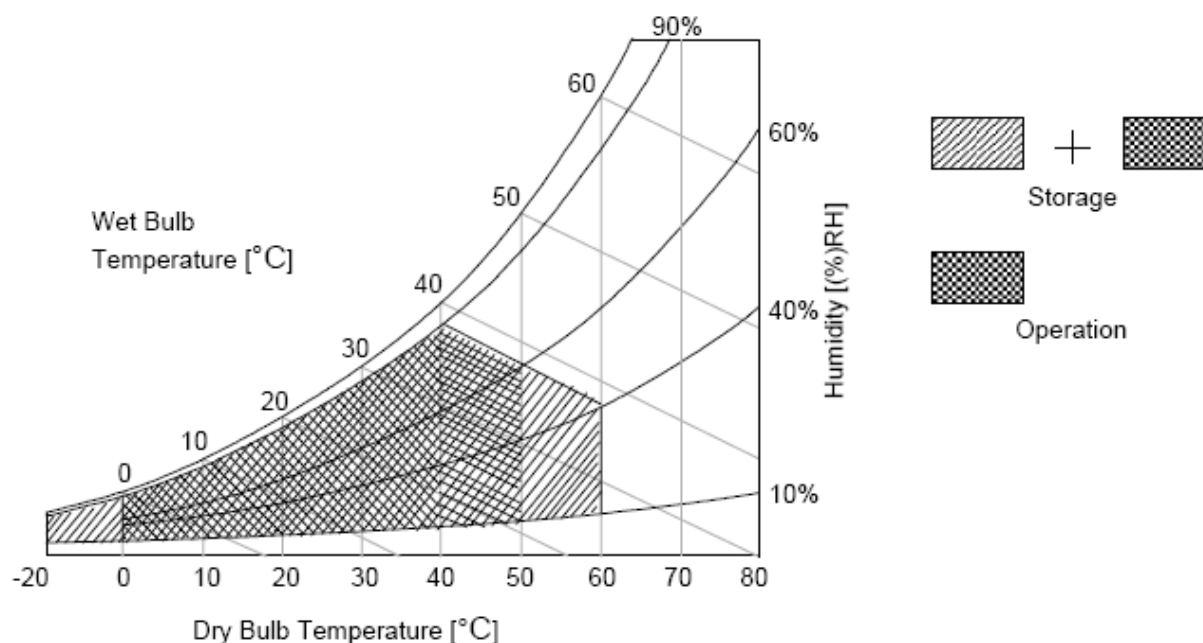 90%
60
60%
50
Wet Bulb
Temperature [°C]
Storage
40
40%
Humidity [(%)RH]
Operation
30
20
10
0
10%
-20 0 10 20 30 40 50 60 70 80
Dry Bulb Temperature [°C]